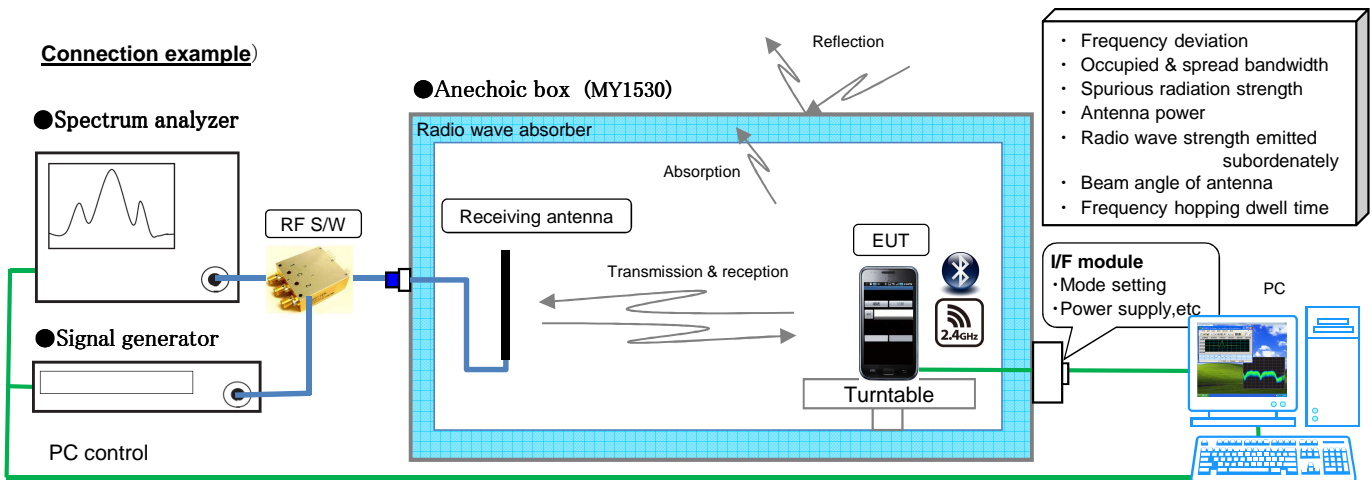 Connection example）
●Spectrum analyzer
RF S/W
●Signal generator
PC control
●Anechoic box (MY1530)
Radio wave absorber
Reflection
Absorption
Receiving antenna
Transmission & reception
EUT
2.4GHz
Turntable
・ Frequency deviation
・ Occupied & spread bandwidth
・ Spurious radiation strength
・ Antenna power
・ Radio wave strength emitted
subordenately
・ Beam angle of antenna
・ Frequency hopping dwell time
I/F module
・Mode setting
・Power supply,etc
PC